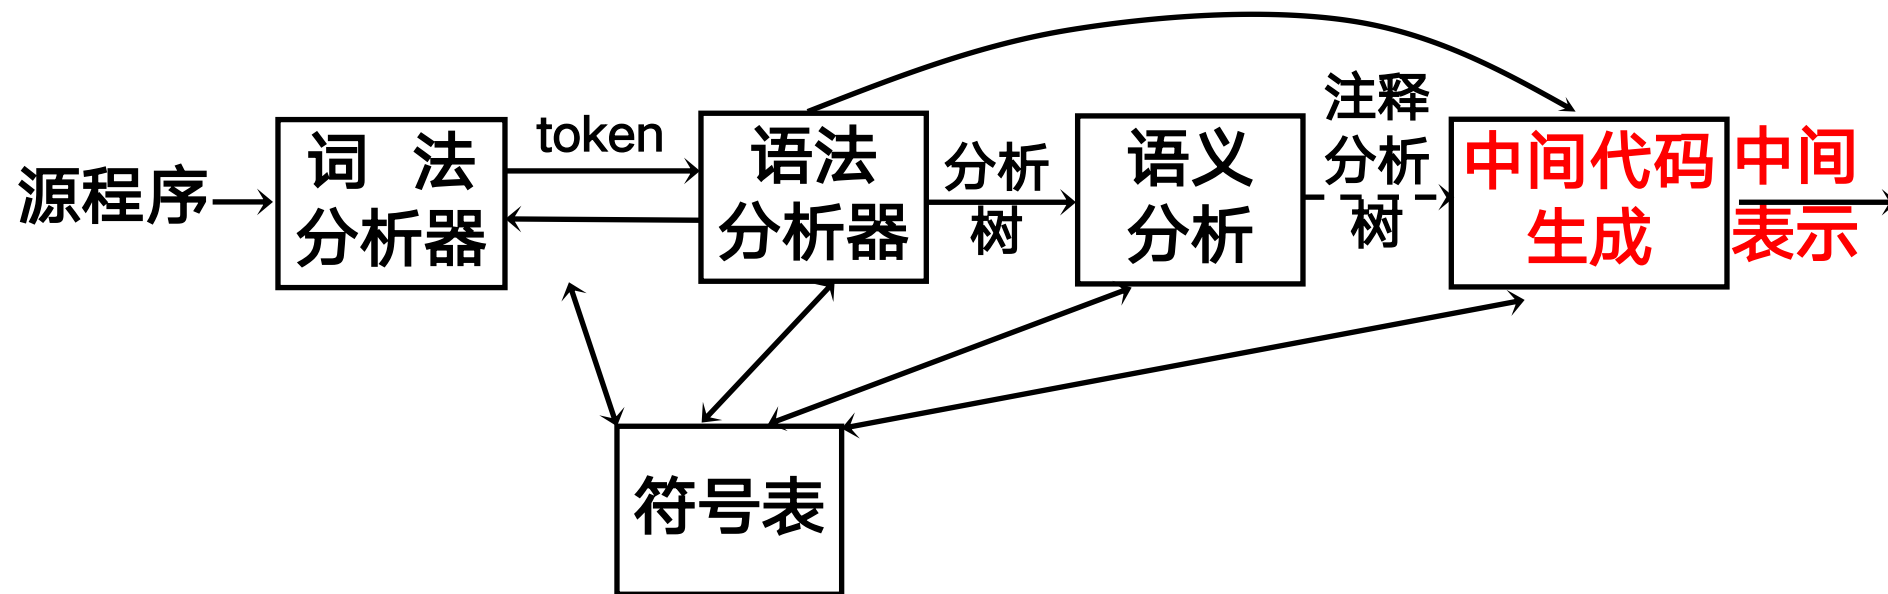 源程序
词 法
分析器
token
语法
分析器
分析
树
语义
分析
注释
分析
树
中间代码
生成
中间
表示
符号表